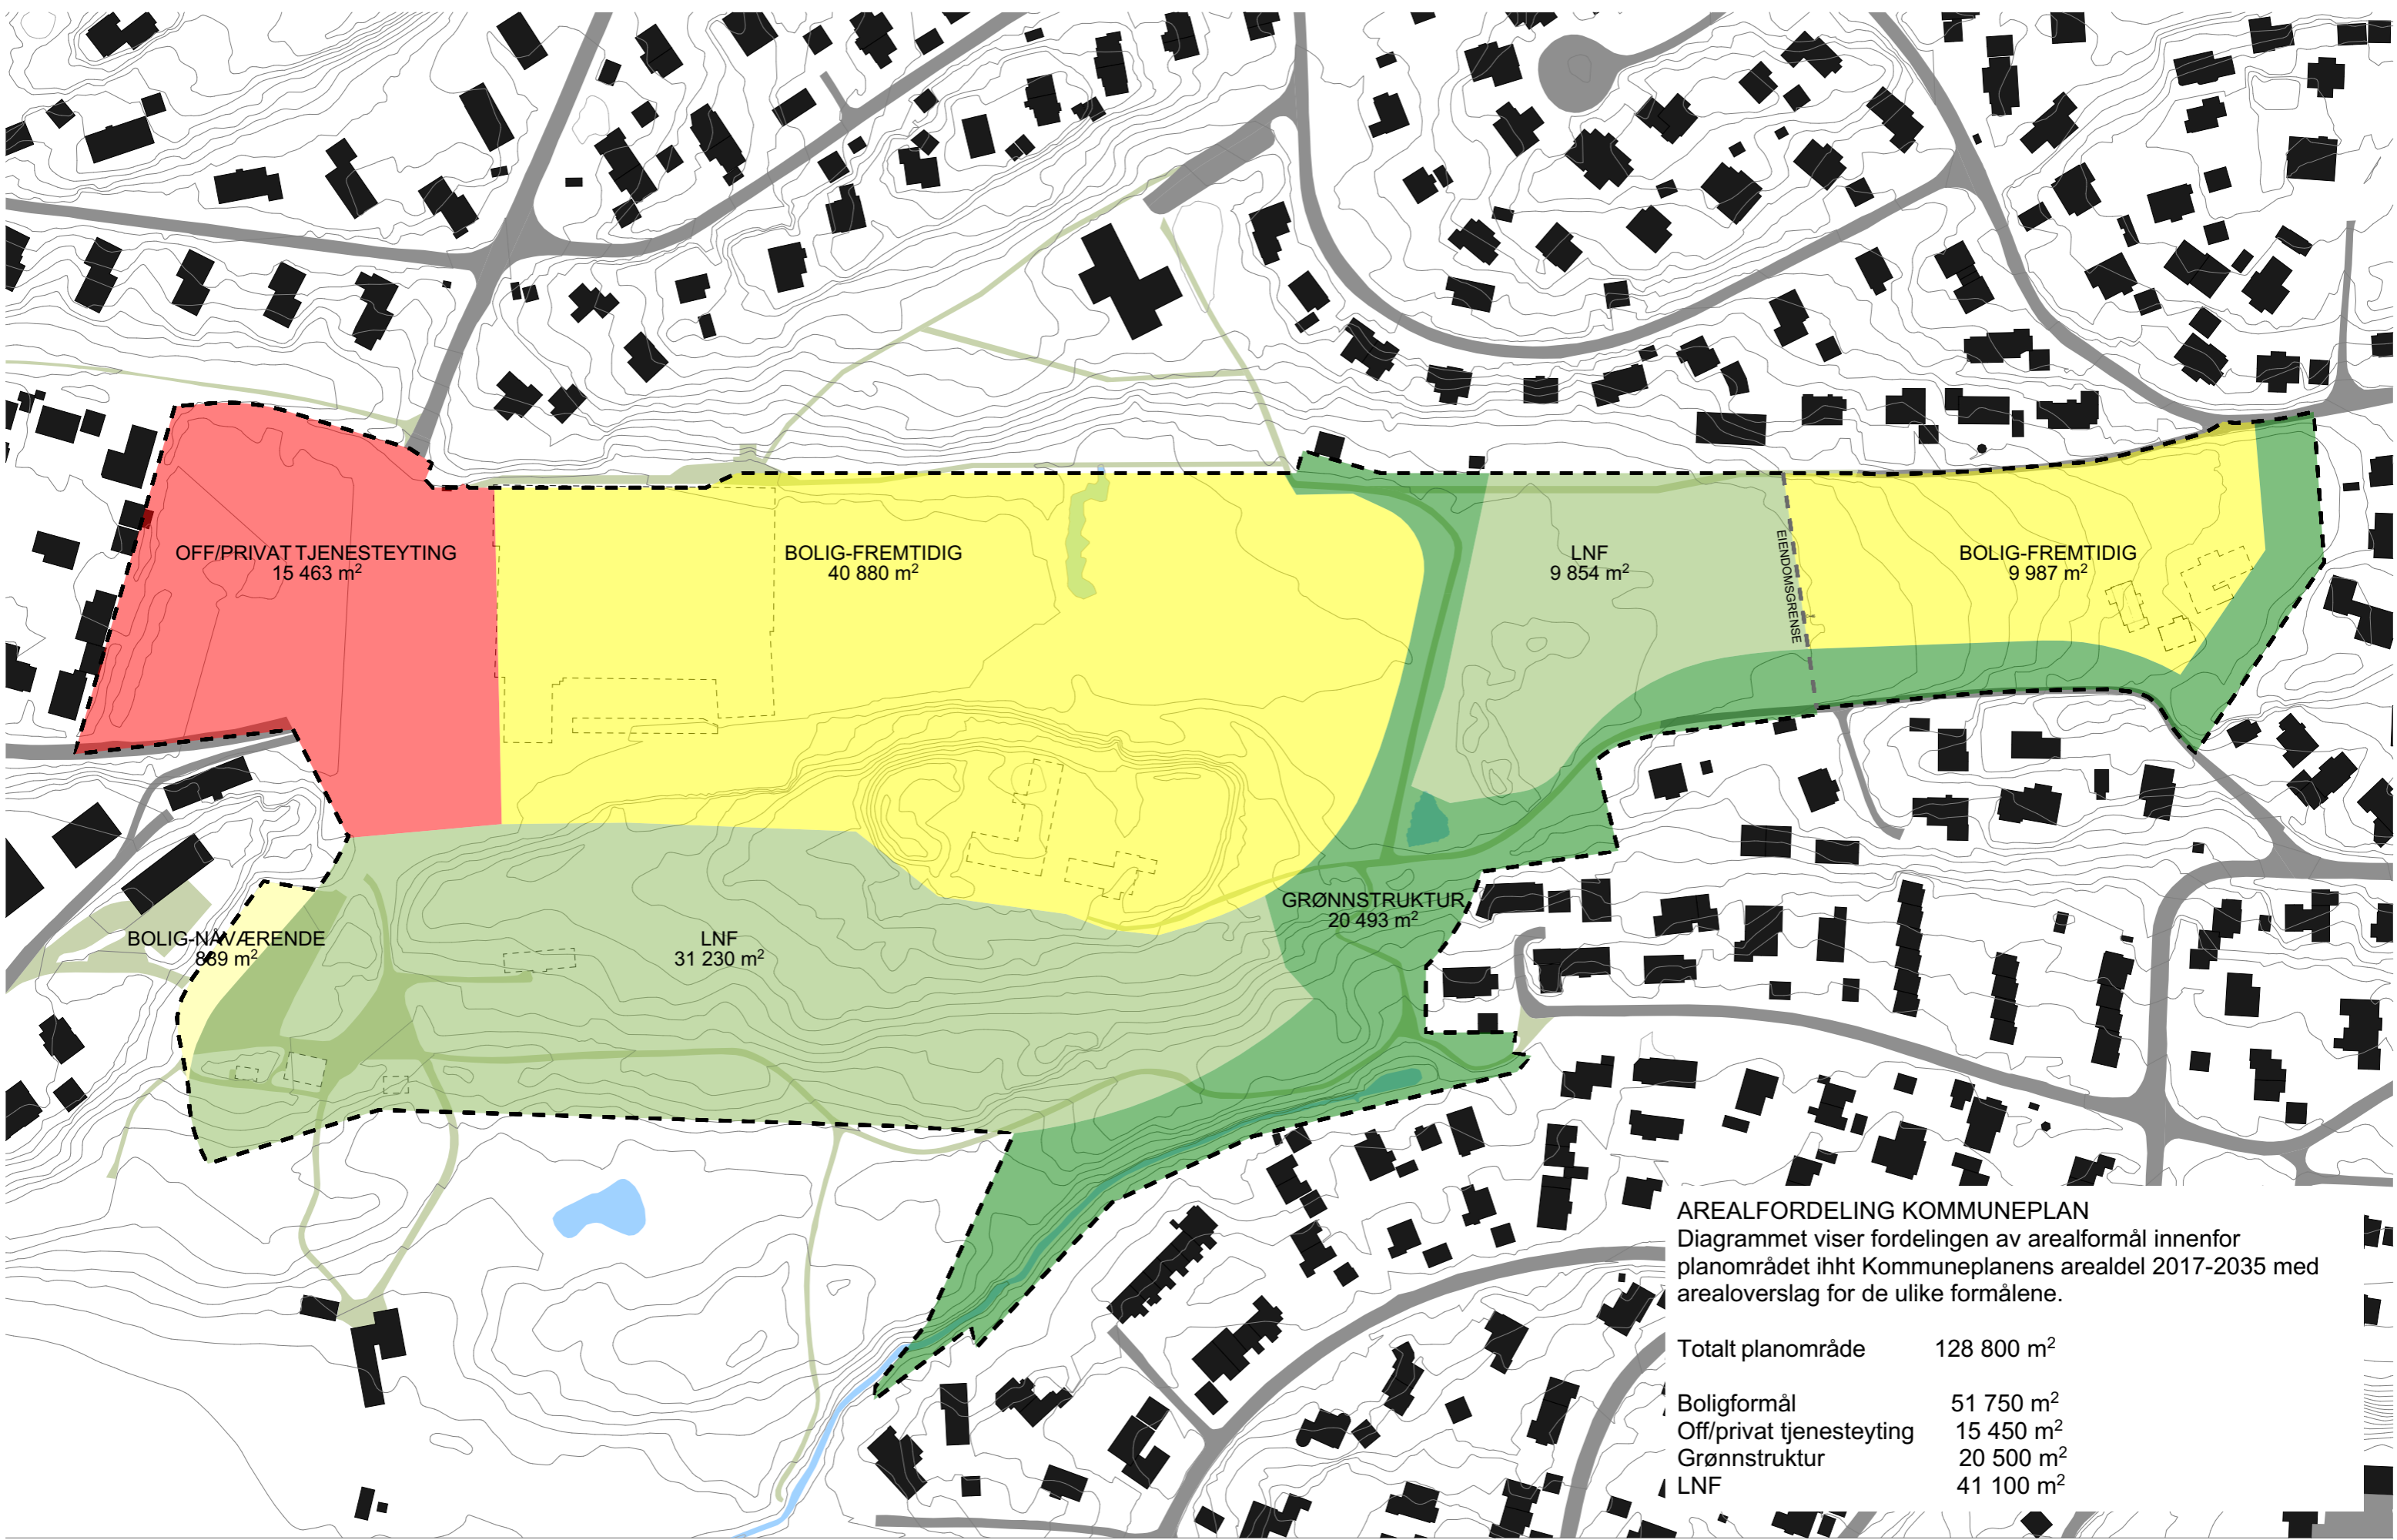 OFF/PRIVAT TJENESTEYTING
15 463 m²
BOLIG-FREMTIDIG
40 880 m²
LNF
9 854 m²
EIENDOMSGRENSE
BOLIG-FREMTIDIG
9 987 m²
GRØNNSTRUKTUR
20 493 m²
BOLIG-NÅVÆRENDE
889 m²
LNF
31 230 m²
AREALFORDELING KOMMUNEPLAN
Diagrammet viser fordelingen av arealformål innenfor
planområdet ihht Kommuneplanens arealdel 2017-2035 med
arealoverslag for de ulike formålene.
Totalt planområde 128 800 m²
Boligformål 51 750 m²
Off/privat tjenesteyting 15 450 m²
Grønnstruktur 20 500 m²
LNF 41 100 m²